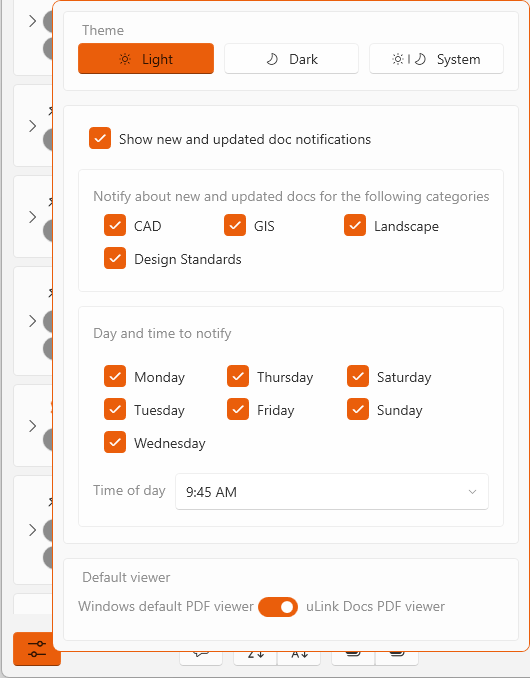 Theme
Light Dark System
Show new and updated doc notifications
Notify about new and updated docs for the following categories
CAD GIS Landscape
Design Standards
Day and time to notify
Monday Thursday Saturday
Tuesday Friday Sunday
Wednesday
Time of day 9:45 AM
Default viewer
Windows default PDF viewer uLink Docs PDF viewer